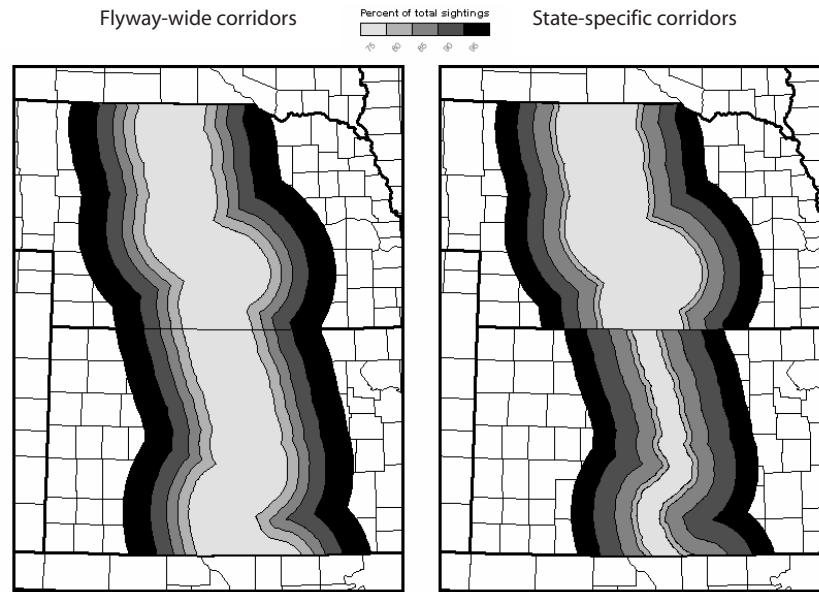 Flyway-wide corridors
Percent of total sightings
State-specific corridors
75 80 85 90 95